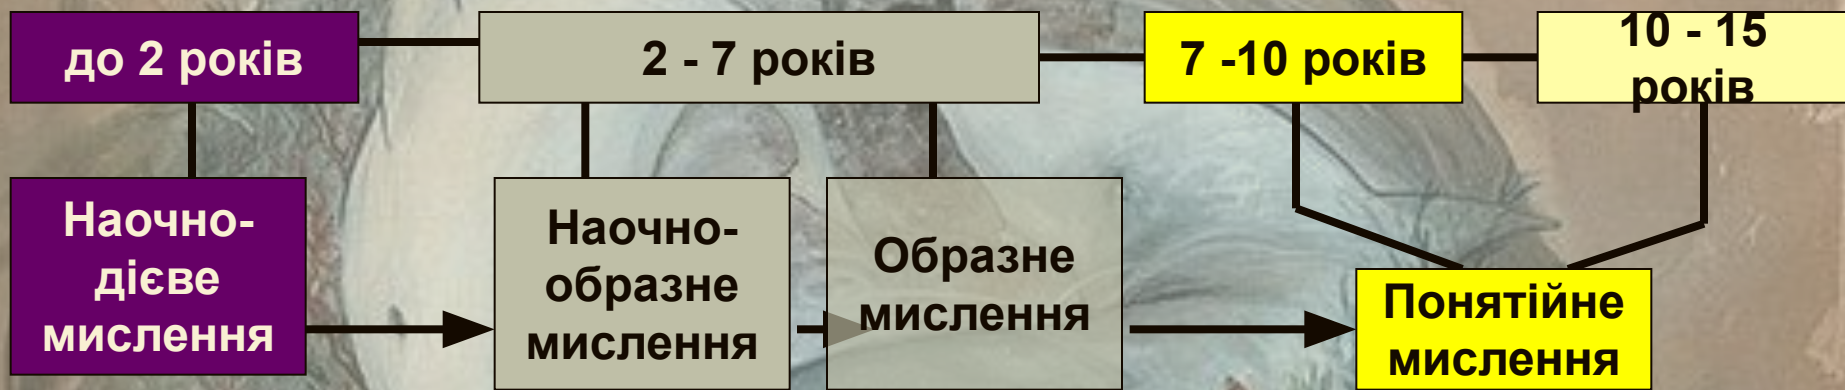 до 2 років
2 - 7 років
7 -10 років
10 - 15
років
Наочно-
дієве
мислення
Наочно-
образне
мислення
Образне
мислення
Понятійне
мислення